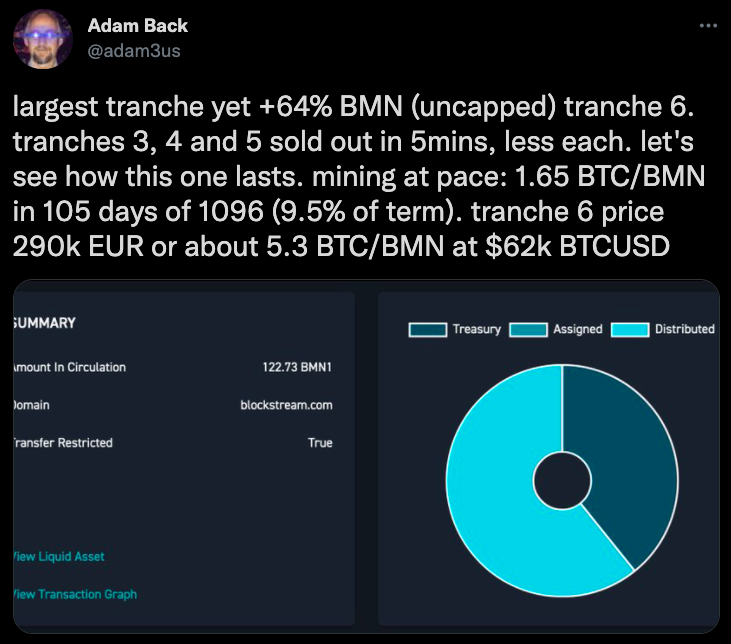 Adam Back
@adam3us
largest tranche yet +64% BMN (uncapped) tranche 6.
tranches 3, 4 and 5 sold out in 5mins, less each. let's
see how this one lasts. mining at pace: 1.65 BTC/BMN
in 105 days of 1096 (9.5% of term). tranche 6 price
290k EUR or about 5.3 BTC/BMN at $62k BTCUSD
SUMMARY
Amount In Circulation 122.73 BMN1
Domain blockstream.com
Transfer Restricted True
View Liquid Asset
View Transaction Graph
Treasury Assigned Distributed